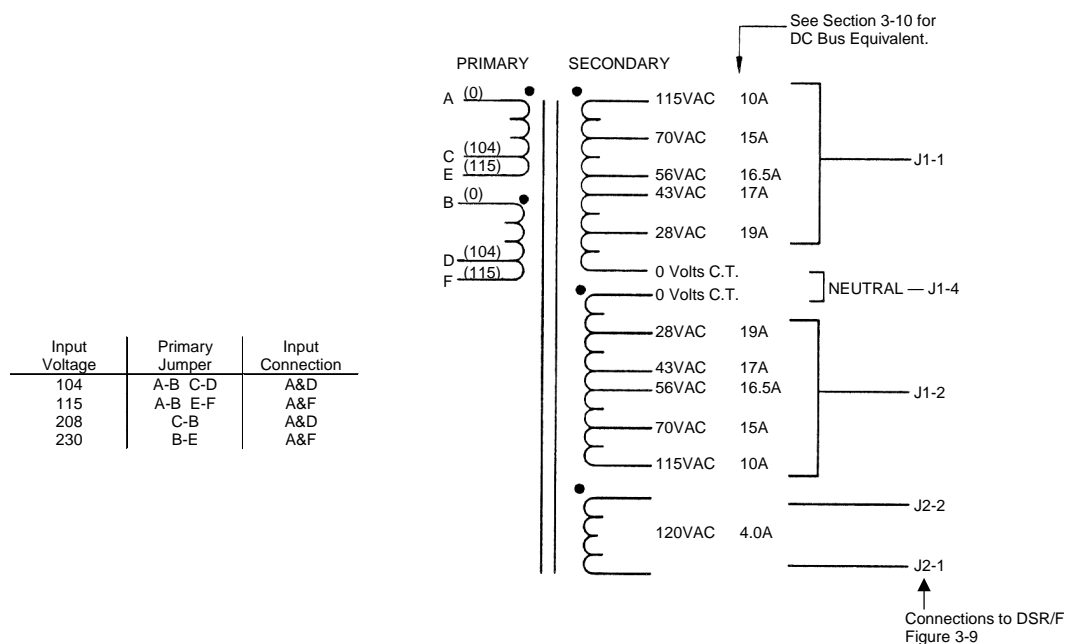 See Section 3-10 for
DC Bus Equivalent.
PRIMARY SECONDARY
A (0)
C (104)
E (115)
B (0)
D (104)
F (115)
115VAC 10A
70VAC 15A
56VAC 16.5A
43VAC 17A
28VAC 19A
J1-1
0 Volts C.T.
0 Volts C.T.
NEUTRAL — J1-4
28VAC 19A
43VAC 17A
56VAC 16.5A
70VAC 15A
115VAC 10A
J1-2
120VAC 4.0A
J2-2
J2-1
Connections to DSR/F
Figure 3-9
Input Primary Input
Voltage Jumper Connection
104 A-B C-D A&D
115 A-B E-F A&F
208 C-B A&D
230 B-E A&F